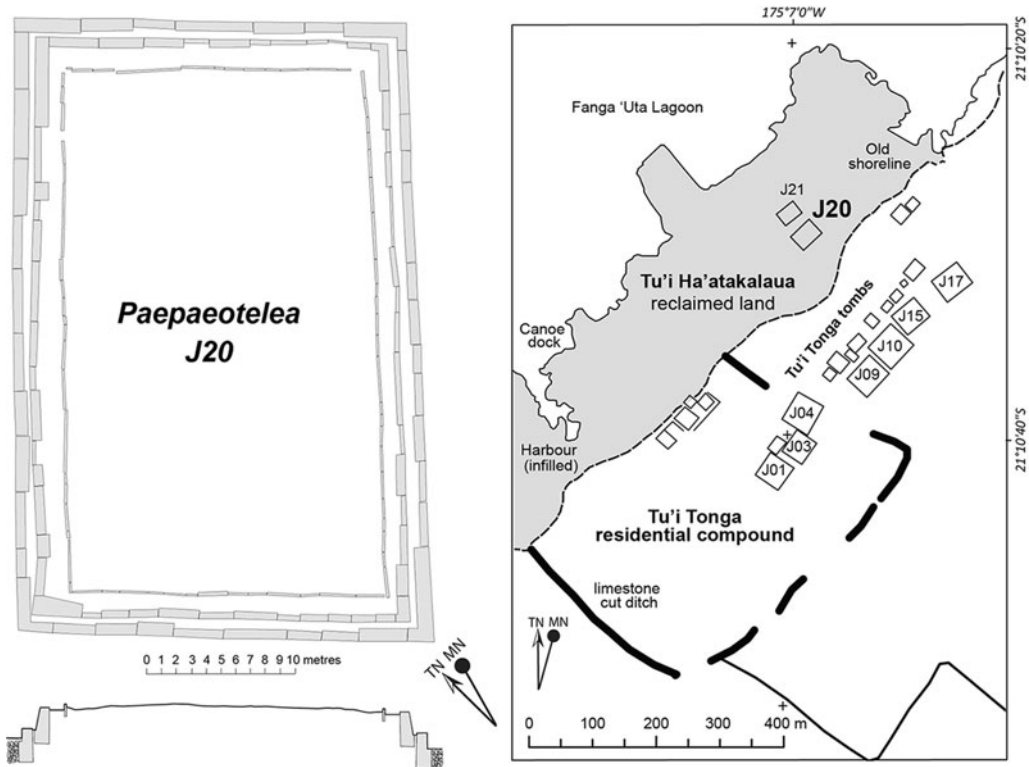 Paepaeotelea
J20
0 1 2 3 4 5 6 7 8 9 10 metres
TN MN
175°7'0"W
21°10'20"S
Fanga ‘Uta Lagoon
Old
shoreline
J21
J20
Tu'i Ha'atakalaua
reclaimed land
J17
J15
Tu'i Tonga tombs
J10
Canoe
dock
J09
J04
21°10'40"S
J03
Harbour
(infilled)
J01
Tu'i Tonga
residential compound
limestone
cut ditch
TN MN
0 100 200 300 400 m